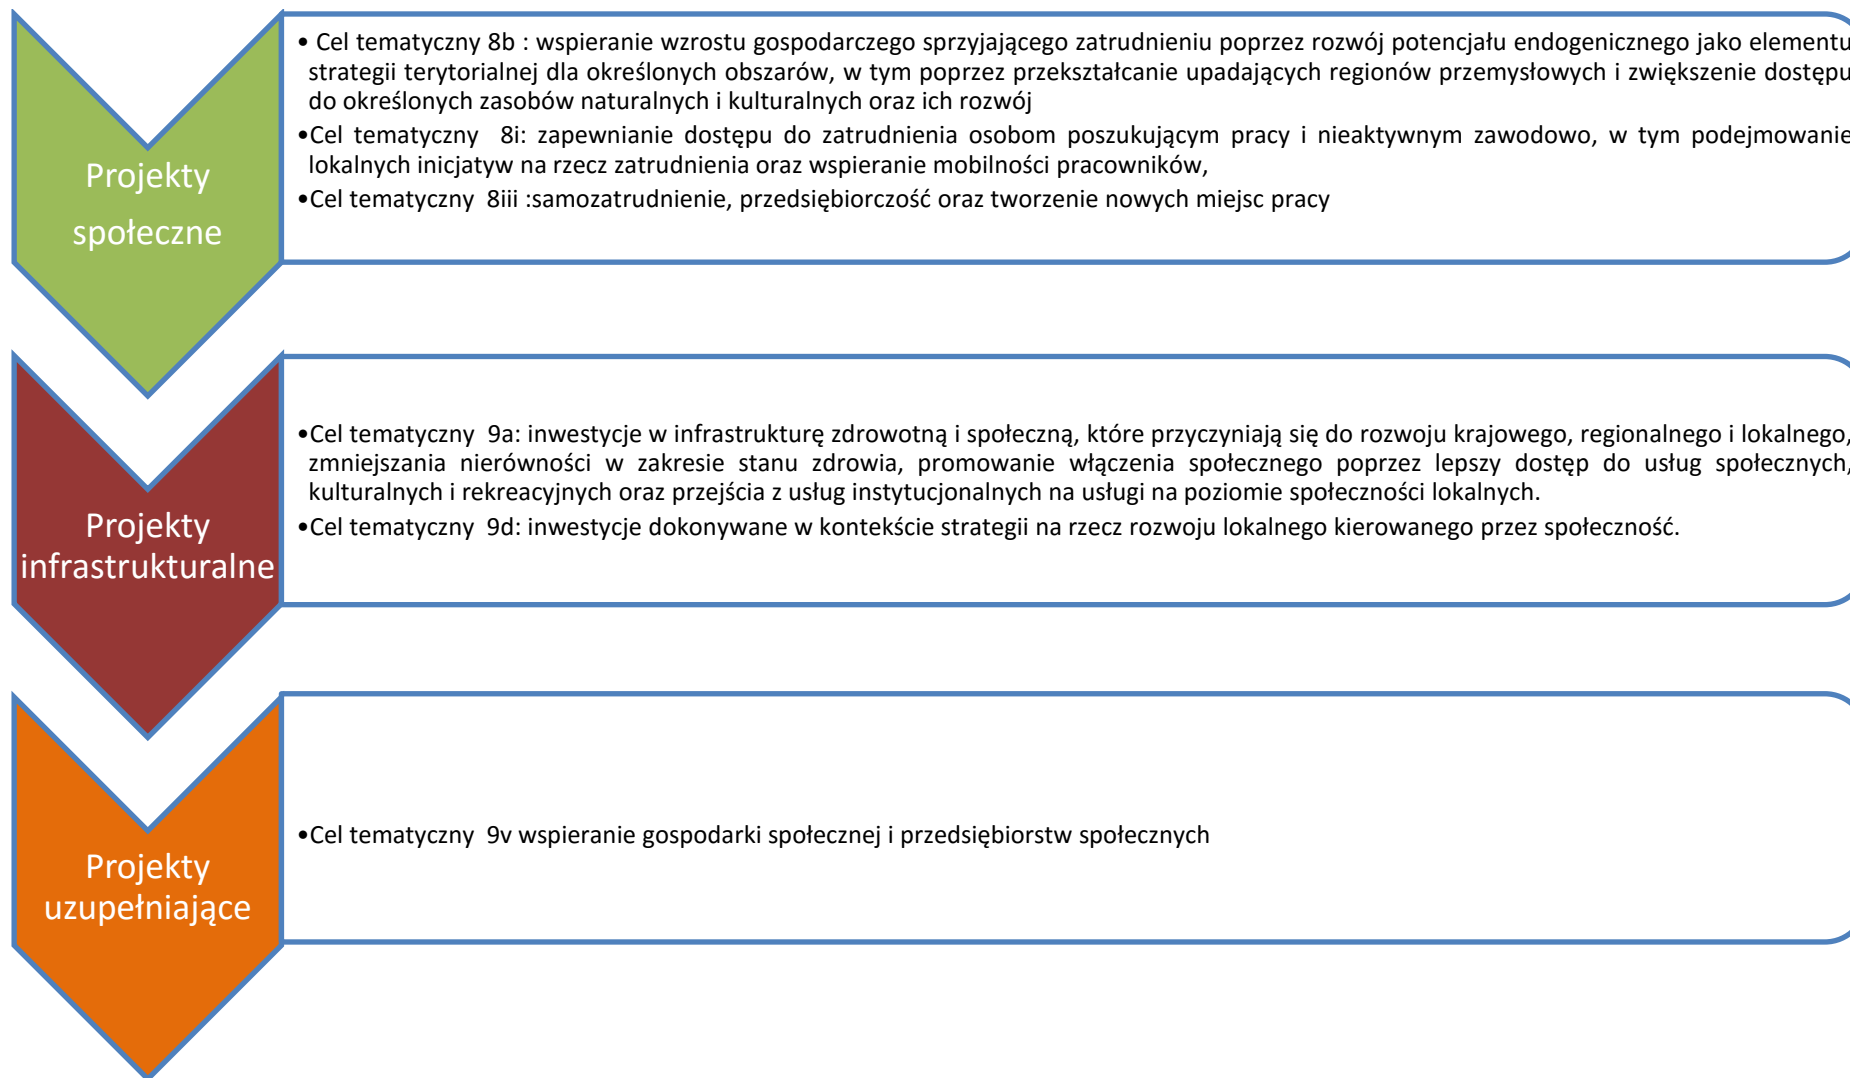 Projekty
społeczne
• Cel tematyczny 8b : wspieranie wzrostu gospodarczego sprzyjającego zatrudnieniu poprzez rozwój potencjału endogenicznego jako elementu
strategii terytorialnej dla określonych obszarów, w tym poprzez przekształcanie upadających regionów przemysłowych i zwiększenie dostępu
do określonych zasobów naturalnych i kulturalnych oraz ich rozwój
•Cel tematyczny 8i: zapewnianie dostępu do zatrudnienia osobom poszukującym pracy i nieaktywnym zawodowo, w tym podejmowanie
lokalnych inicjatyw na rzecz zatrudnienia oraz wspieranie mobilności pracowników,
•Cel tematyczny 8iii :samozatrudnienie, przedsiębiorczość oraz tworzenie nowych miejsc pracy
Projekty
infrastrukturalne
•Cel tematyczny 9a: inwestycje w infrastrukturę zdrowotną i społeczną, które przyczyniają się do rozwoju krajowego, regionalnego i lokalnego,
zmniejszania nierówności w zakresie stanu zdrowia, promowanie włączenia społecznego poprzez lepszy dostęp do usług społecznych,
kulturalnych i rekreacyjnych oraz przejścia z usług instytucjonalnych na usługi na poziomie społeczności lokalnych.
•Cel tematyczny 9d: inwestycje dokonywane w kontekście strategii na rzecz rozwoju lokalnego kierowanego przez społeczność.
Projekty
uzupełniające
•Cel tematyczny 9v wspieranie gospodarki społecznej i przedsiębiorstw społecznych